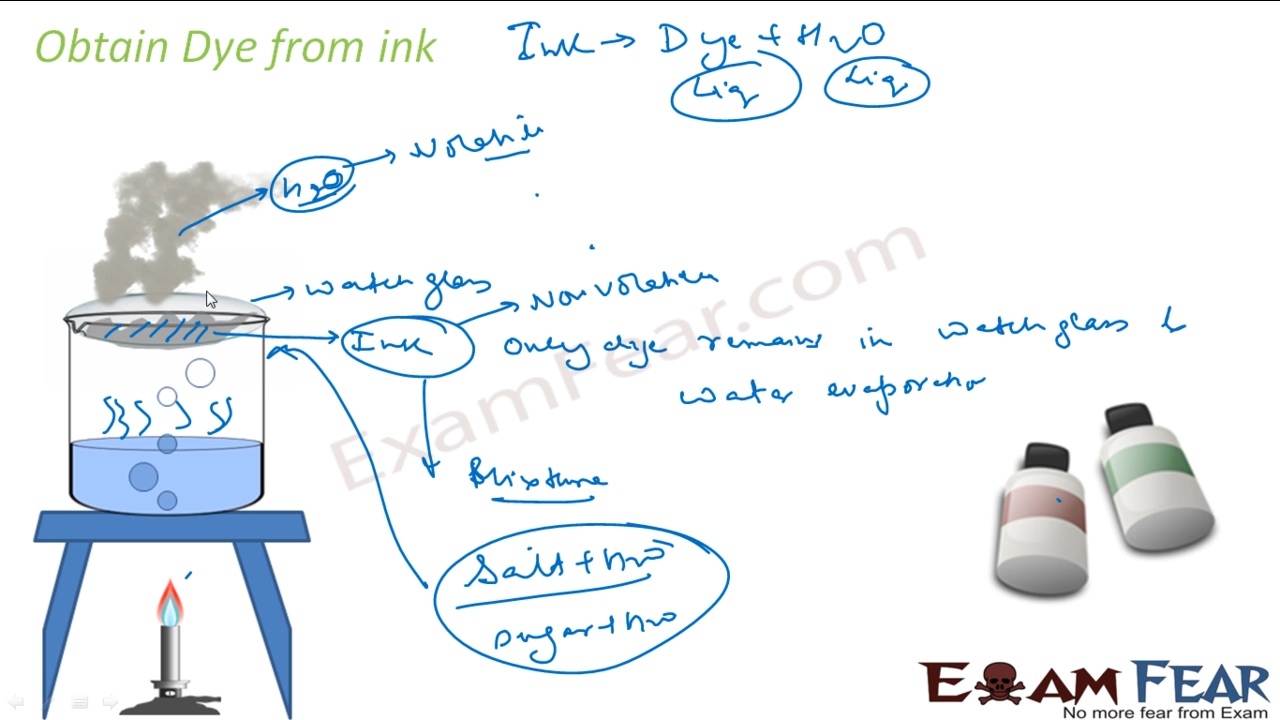 Obtain Dye from ink
Ink → Dye + H2O
Liq Liq
H2O → Volatile
→ watch glass
Ink → Non volatile
Only dye remains in watch glass &
water evaporates
Mixture
Salt + H2O
Sugar + H2O
ExamFear.com
EXAM FEAR
No more fear from Exam